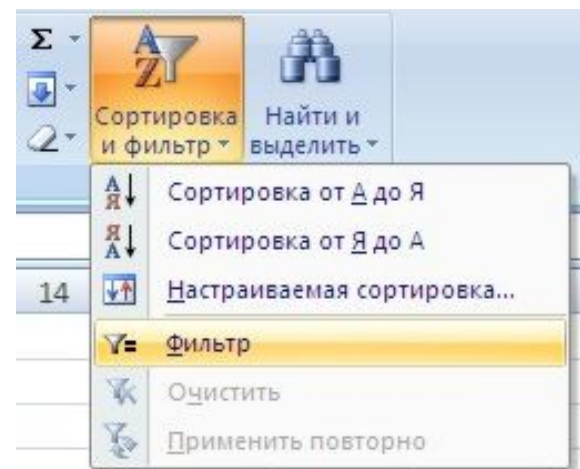 Σ
Сортировка
и фильтр
Найти и
выделить
Сортировка от А до Я
Сортировка от Я до А
14
Настраиваемая сортировка...
Фильтр
Очистить
Применить повторно